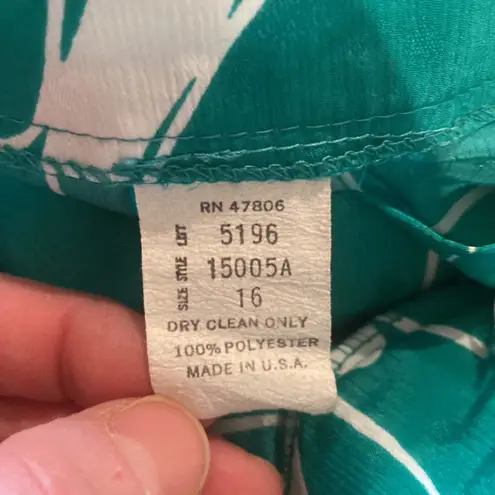 RN 47806
LOT 5196
STYLE 15005A
SIZE 16
DRY CLEAN ONLY
100% POLYESTER
MADE IN U.S.A.